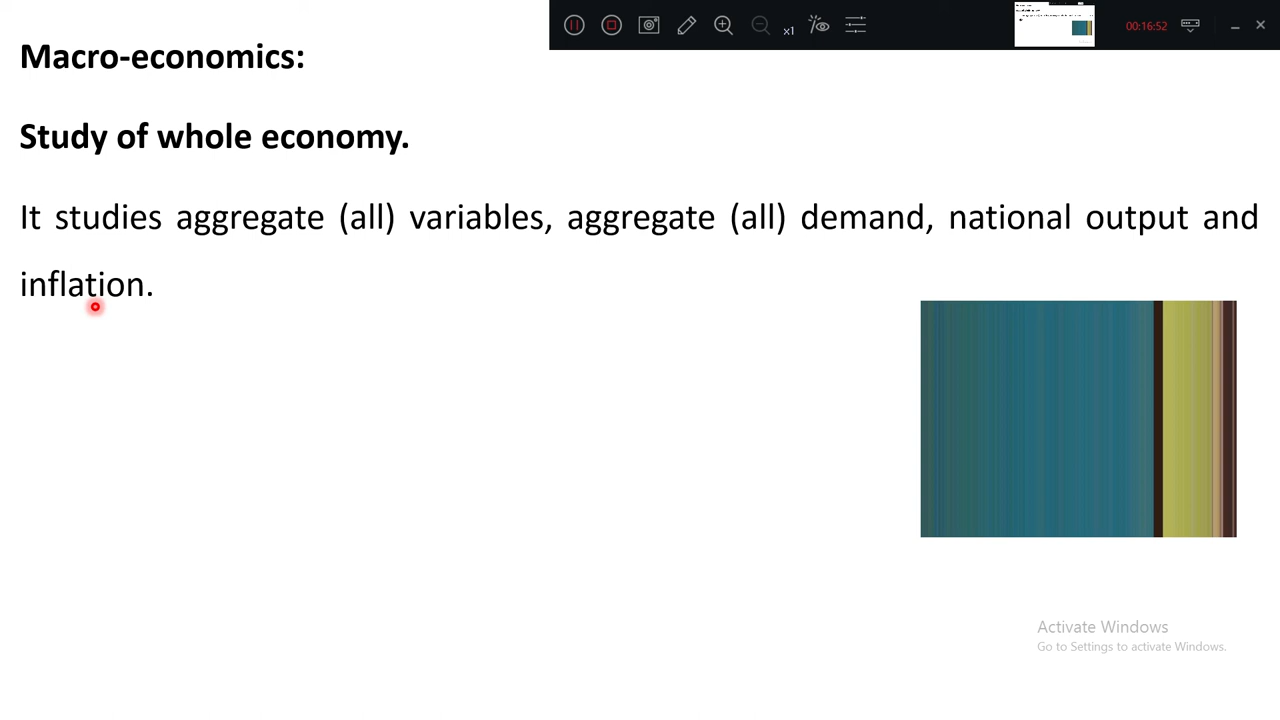 x1
00:16:52
Macro-economics:
Study of whole economy.
It studies aggregate (all) variables, aggregate (all) demand, national output and
inflation.
Activate Windows
Go to Settings to activate Windows.